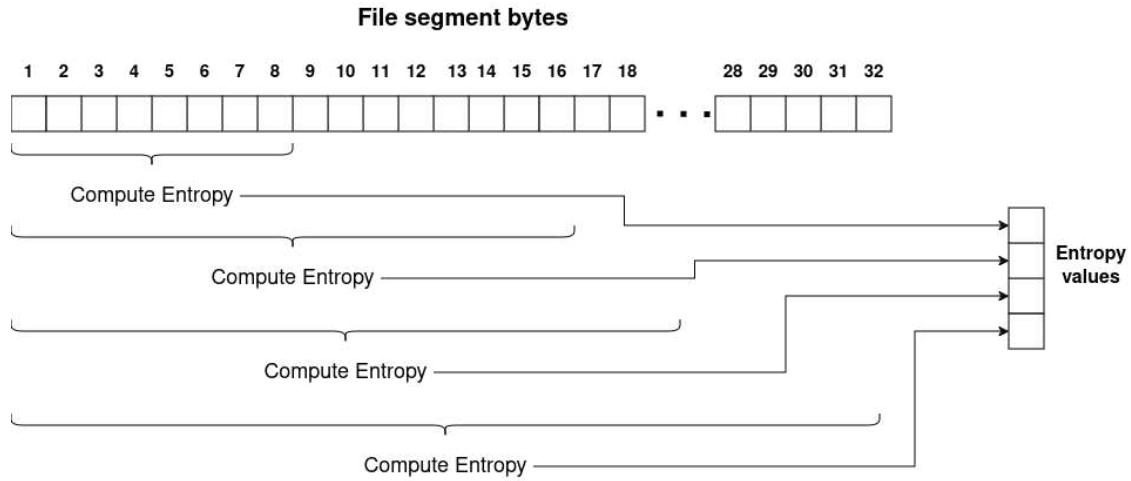 File segment bytes
1 2 3 4 5 6 7 8 9 10 11 12 13 14 15 16 17 18 28 29 30 31 32
. . .
Compute Entropy
Compute Entropy
Entropy
values
Compute Entropy
Compute Entropy